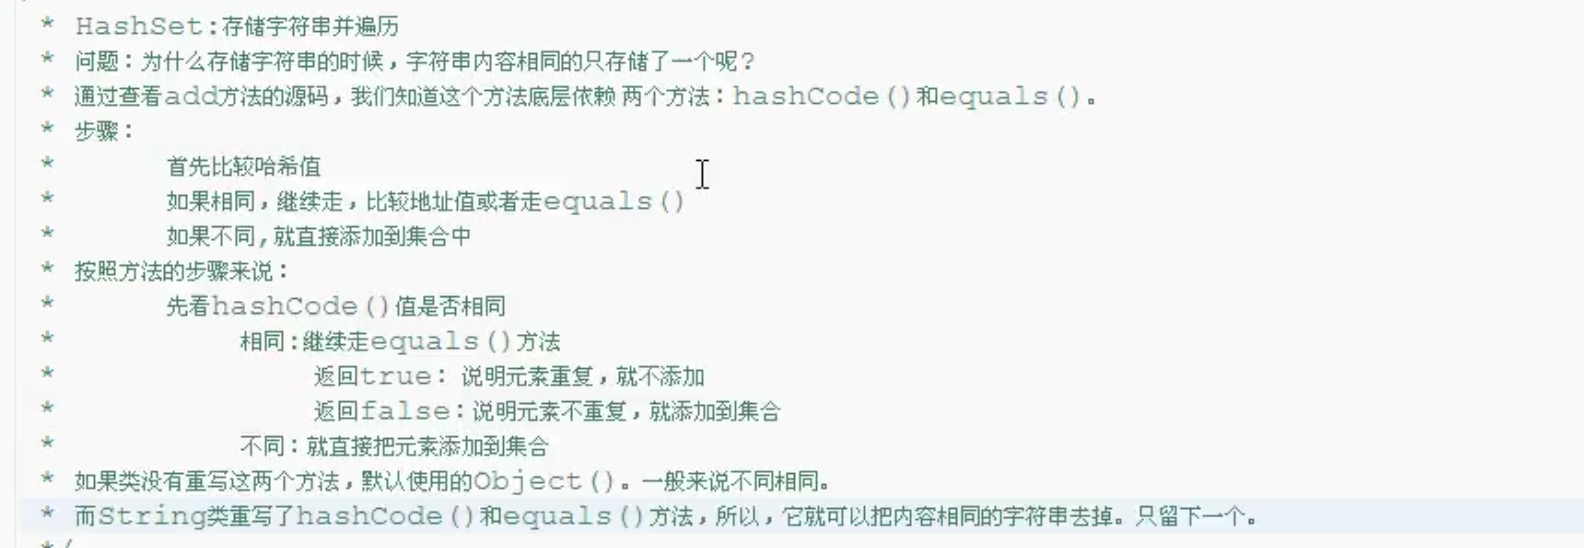 * HashSet:存储字符串并遍历
* 问题:为什么存储字符串的时候,字符串内容相同的只存储了一个呢?
* 通过查看add方法的源码,我们知道这个方法底层依赖 两个方法:hashCode()和equals()。
* 步骤:
* 首先比较哈希值
* 如果相同,继续走,比较地址值或者走equals()
* 如果不同,就直接添加到集合中
* 按照方法的步骤来说:
* 先看hashCode()值是否相同
* 相同:继续走equals()方法
* 返回true: 说明元素重复,就不添加
* 返回false:说明元素不重复,就添加到集合
* 不同:就直接把元素添加到集合
* 如果类没有重写这两个方法,默认使用的Object()。一般来说不同相同。
* 而String类重写了hashCode()和equals()方法,所以,它就可以把内容相同的字符串去掉。只留下一个。
*/